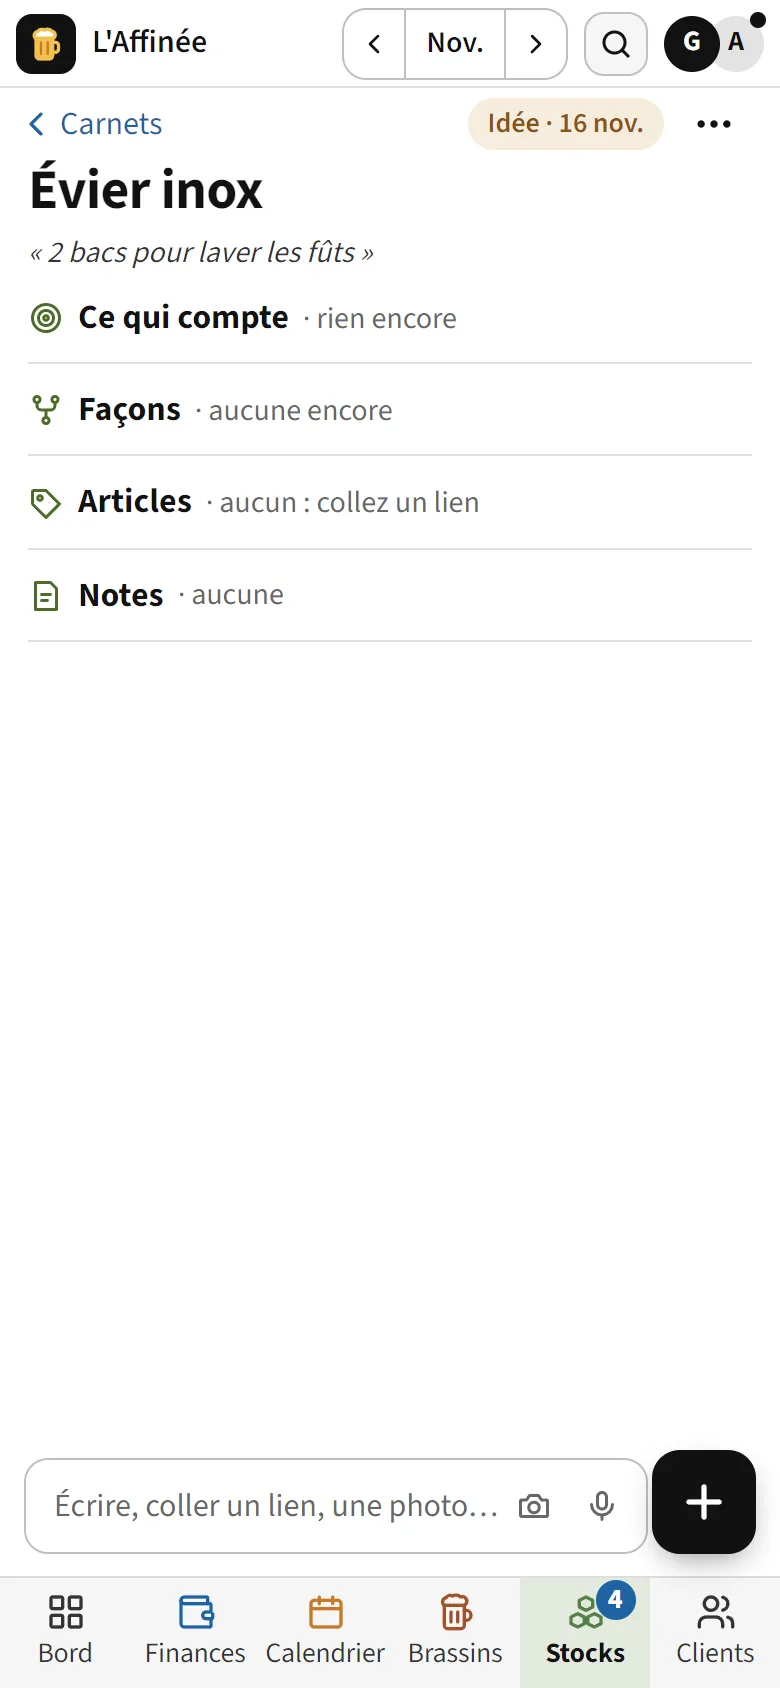 L'Affinée
Nov.
G
A
Carnets
Idée · 16 nov.
Évier inox
« 2 bacs pour laver les fûts »
Ce qui compte · rien encore
Façons · aucune encore
Articles · aucun : collez un lien
Notes · aucune
Écrire, coller un lien, une photo…
4
Bord
Finances
Calendrier
Brassins
Stocks
Clients